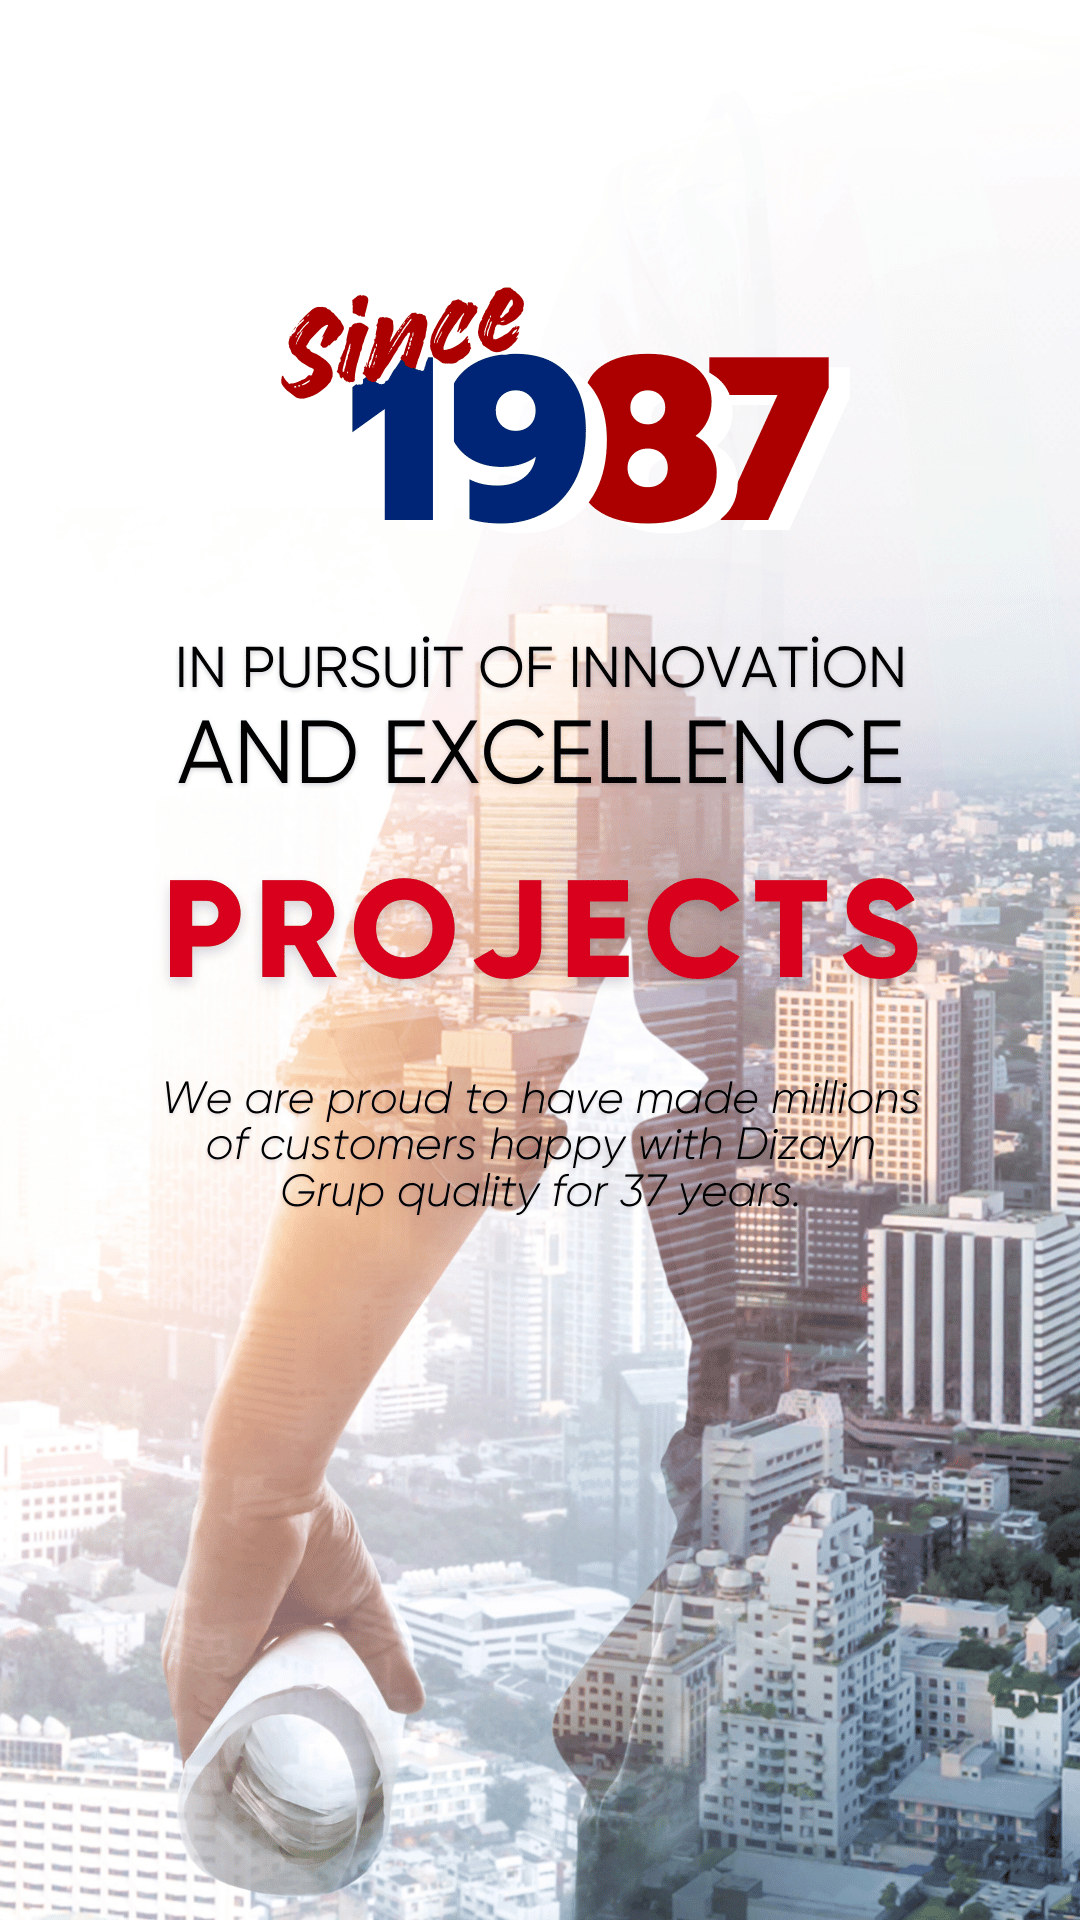 Since
1987
IN PURSUİT OF INNOVATİON
AND EXCELLENCE
PROJECTS
We are proud to have made millions
of customers happy with Dizayn
Grup quality for 37 years.